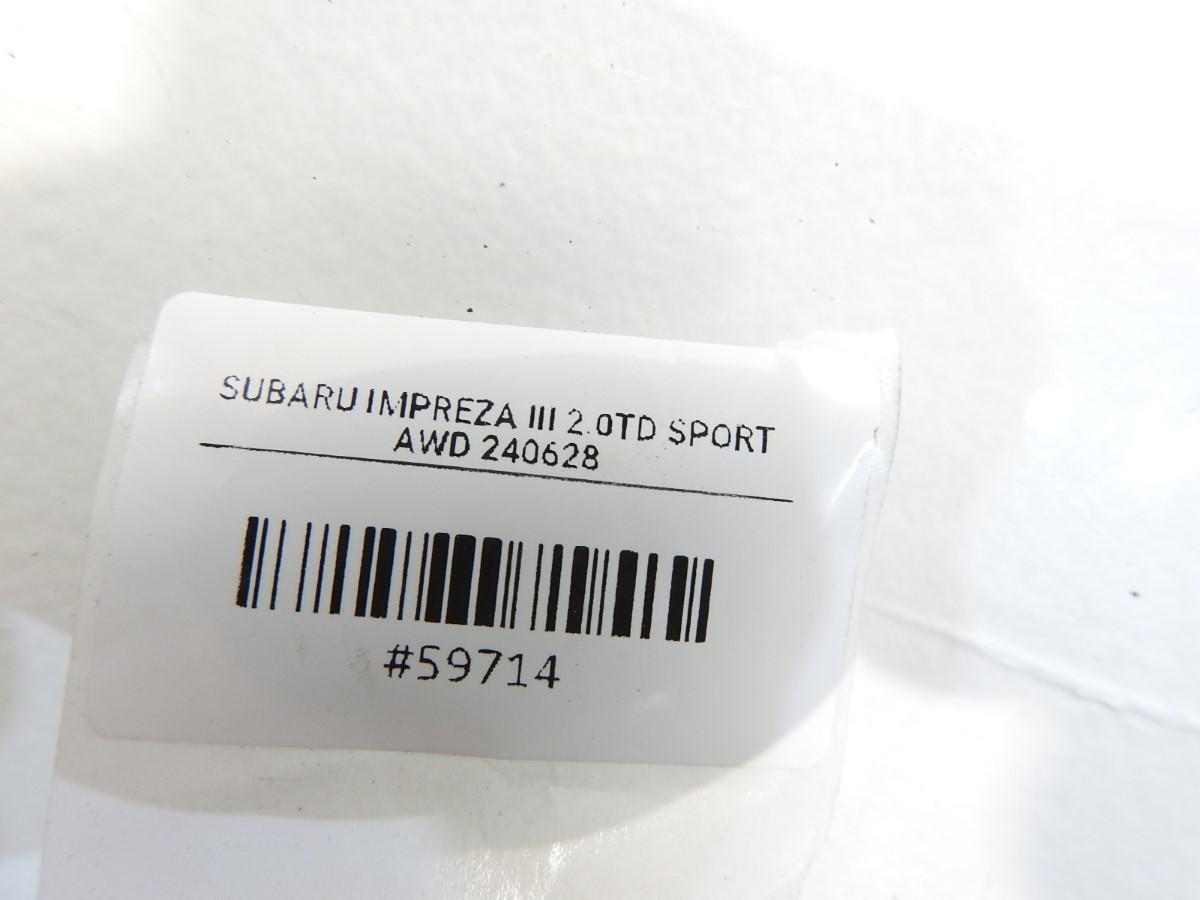 SUBARU IMPREZA III 2.0TD SPORT
AWD 240628
#59714